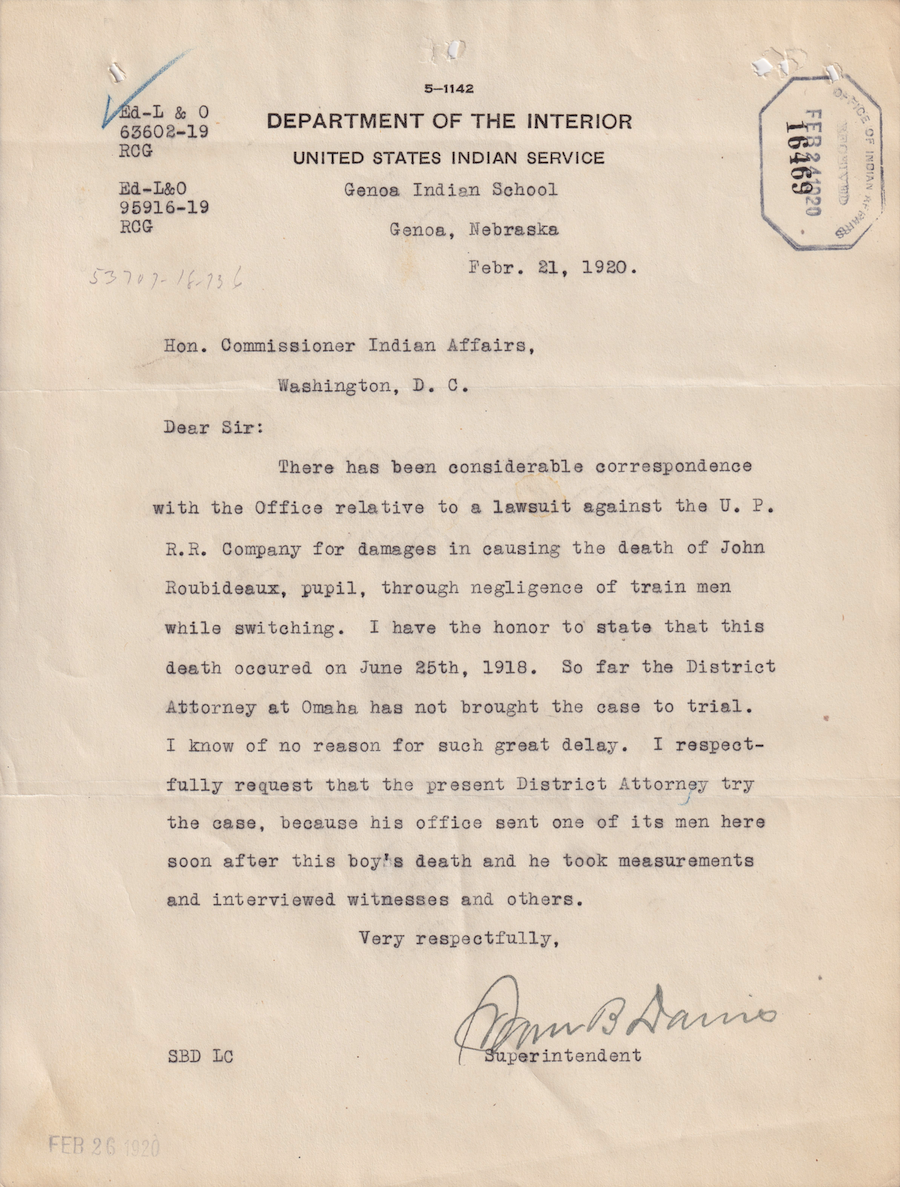 5—1142
DEPARTMENT OF THE INTERIOR
UNITED STATES INDIAN SERVICE
Genoa Indian School
Genoa, Nebraska
Febr. 21, 1920.
Ed-L & O
63602-19
RCG
Ed-L&O
95916-19
RCG
OFFICE OF INDIAN AFFAIRS
RECEIVED
FEB 24 1920
16469
Hon. Commissioner Indian Affairs,
Washington, D. C.
Dear Sir:
There has been considerable correspondence
with the Office relative to a lawsuit against the U. P.
R.R. Company for damages in causing the death of John
Roubideaux, pupil, through negligence of train men
while switching. I have the honor to state that this
death occured on June 25th, 1918. So far the District
Attorney at Omaha has not brought the case to trial.
I know of no reason for such great delay. I respect-
fully request that the present District Attorney try
the case, because his office sent one of its men here
soon after this boy's death and he took measurements
and interviewed witnesses and others.
Very respectfully,
Sam B Davis
Superintendent
SBD LC
FEB 26 1920